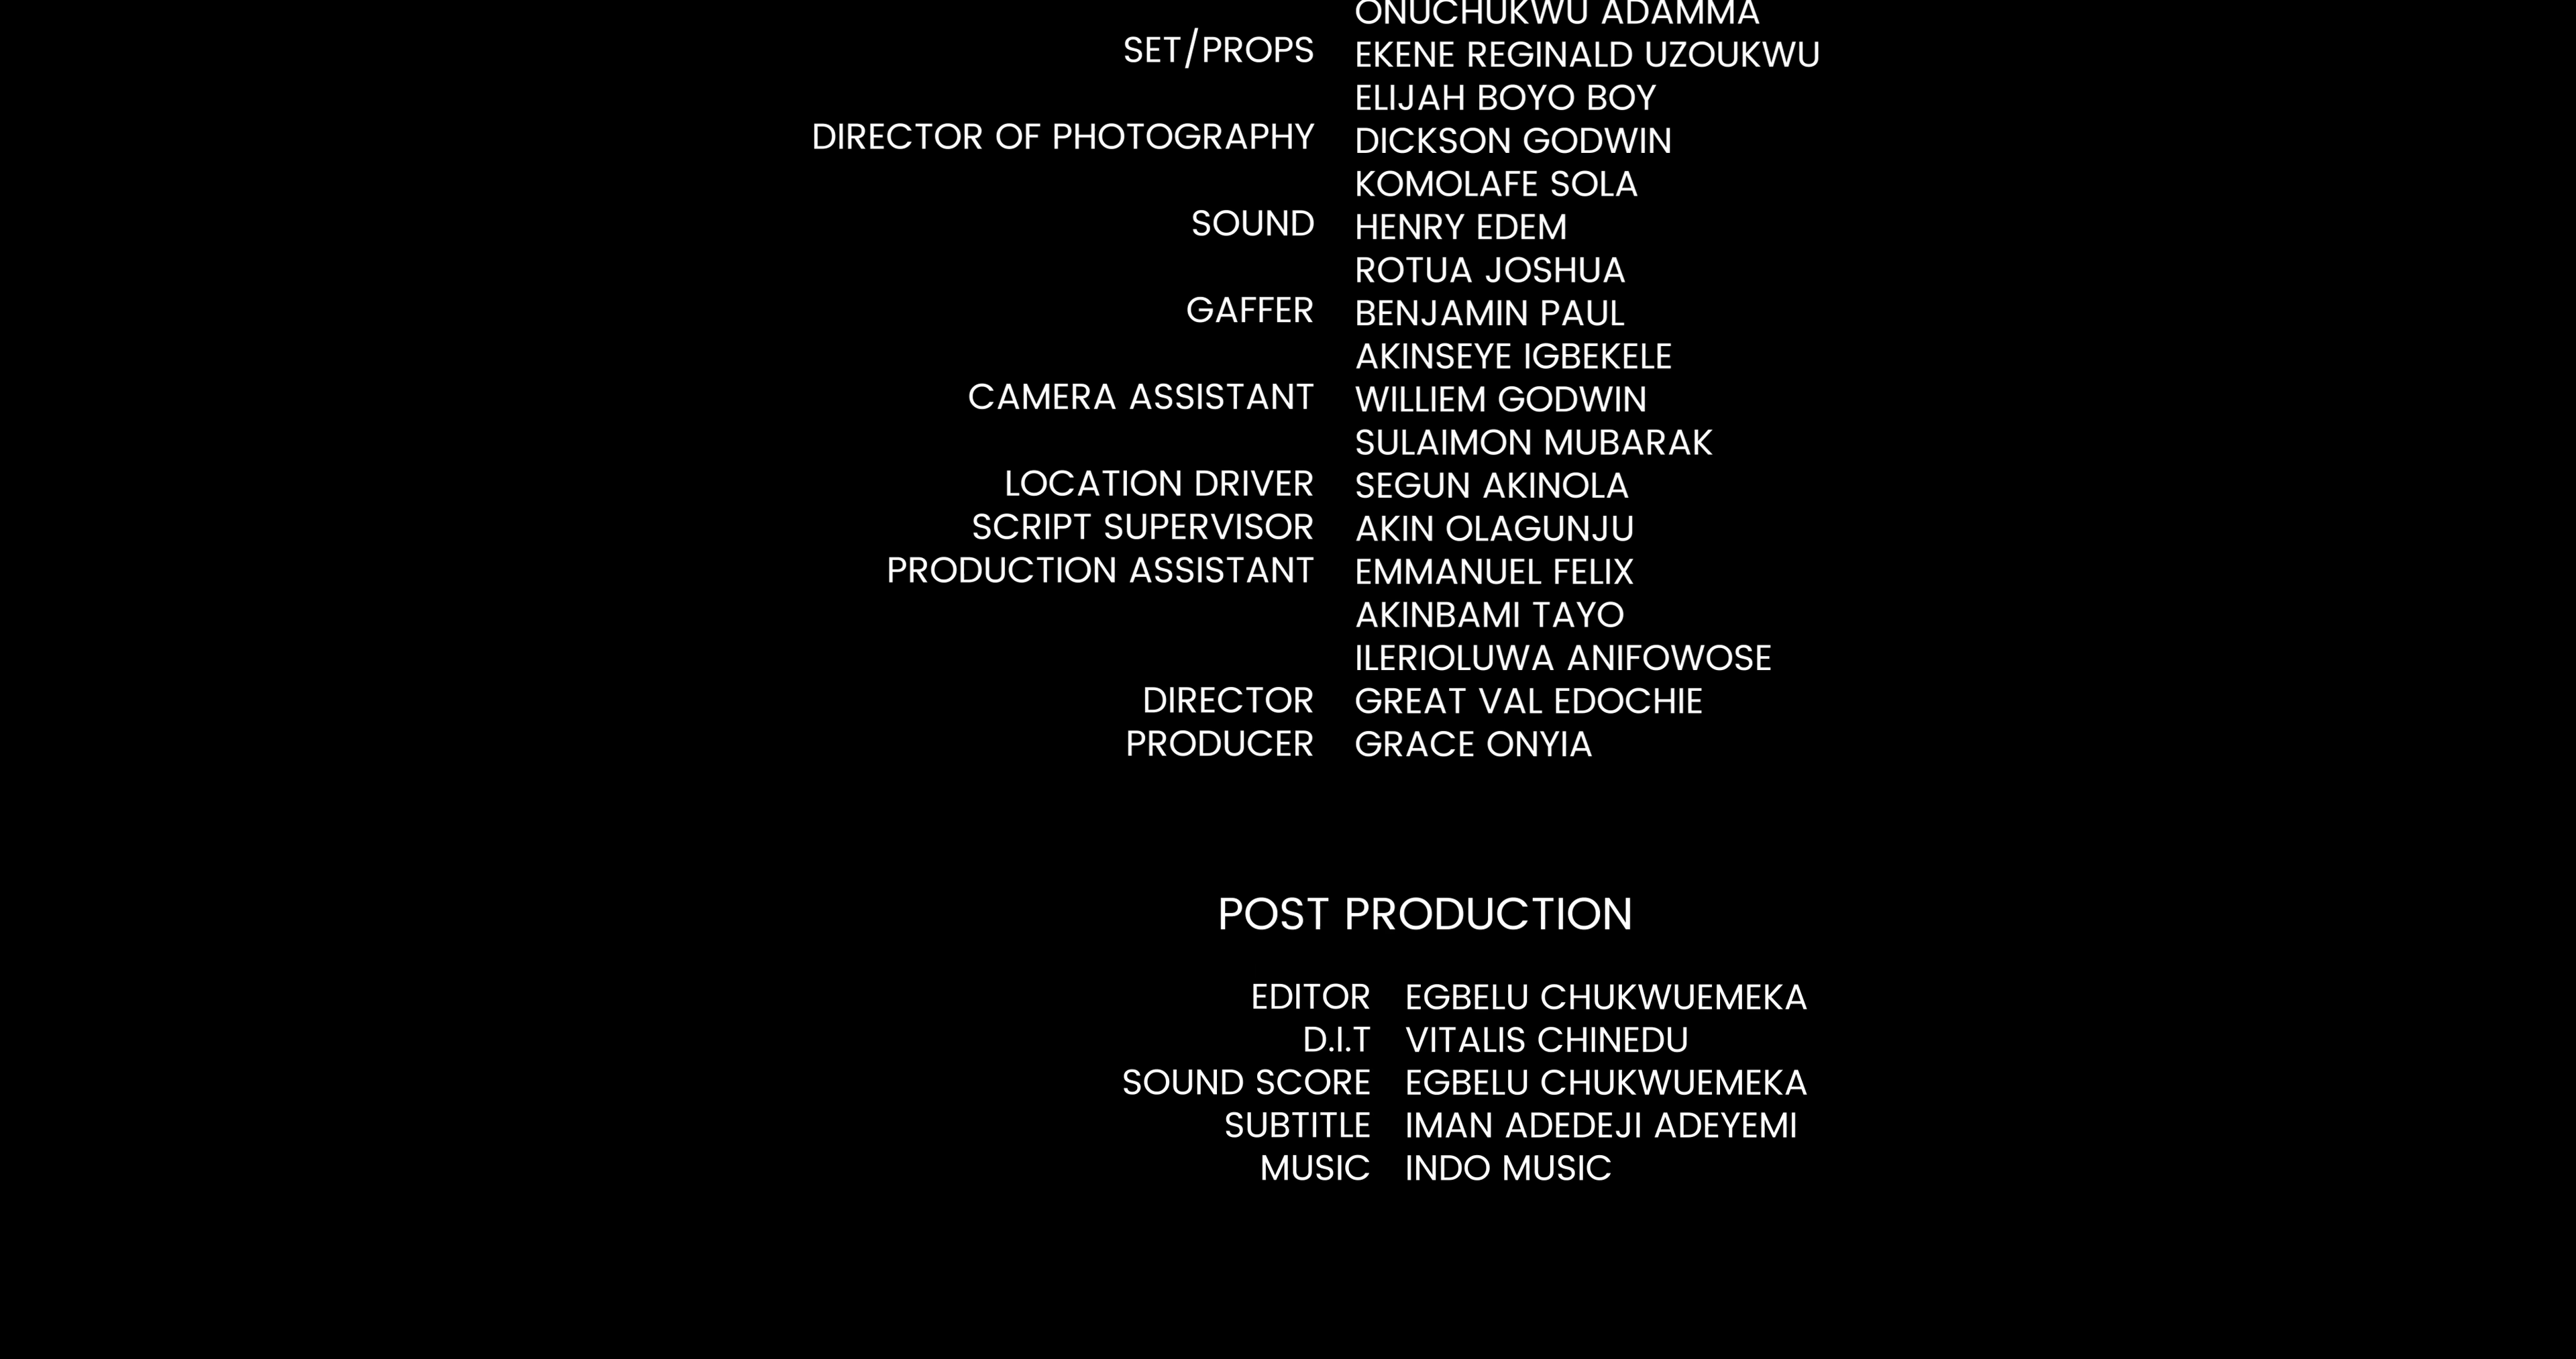 ONUCHUKWU ADAMMA
SET/PROPS EKENE REGINALD UZOUKWU
ELIJAH BOYO BOY
DIRECTOR OF PHOTOGRAPHY DICKSON GODWIN
KOMOLAFE SOLA
SOUND HENRY EDEM
ROTUA JOSHUA
GAFFER BENJAMIN PAUL
AKINSEYE IGBEKELE
CAMERA ASSISTANT WILLIEM GODWIN
SULAIMON MUBARAK
LOCATION DRIVER SEGUN AKINOLA
SCRIPT SUPERVISOR AKIN OLAGUNJU
PRODUCTION ASSISTANT EMMANUEL FELIX
AKINBAMI TAYO
ILERIOLUWA ANIFOWOSE
DIRECTOR GREAT VAL EDOCHIE
PRODUCER GRACE ONYIA
POST PRODUCTION
EDITOR EGBELU CHUKWUEMEKA
D.I.T VITALIS CHINEDU
SOUND SCORE EGBELU CHUKWUEMEKA
SUBTITLE IMAN ADEDEJI ADEYEMI
MUSIC INDO MUSIC